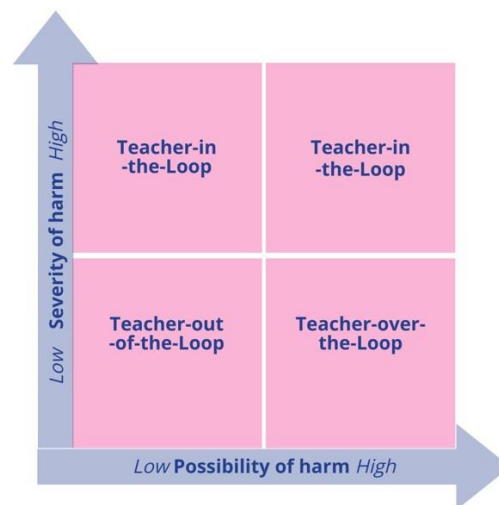 Teacher-in
-the-Loop
Teacher-in
-the-Loop
Teacher-out
-of-the-Loop
Teacher-over-
the-Loop
Low Severity of harm High
Low Possibility of harm High